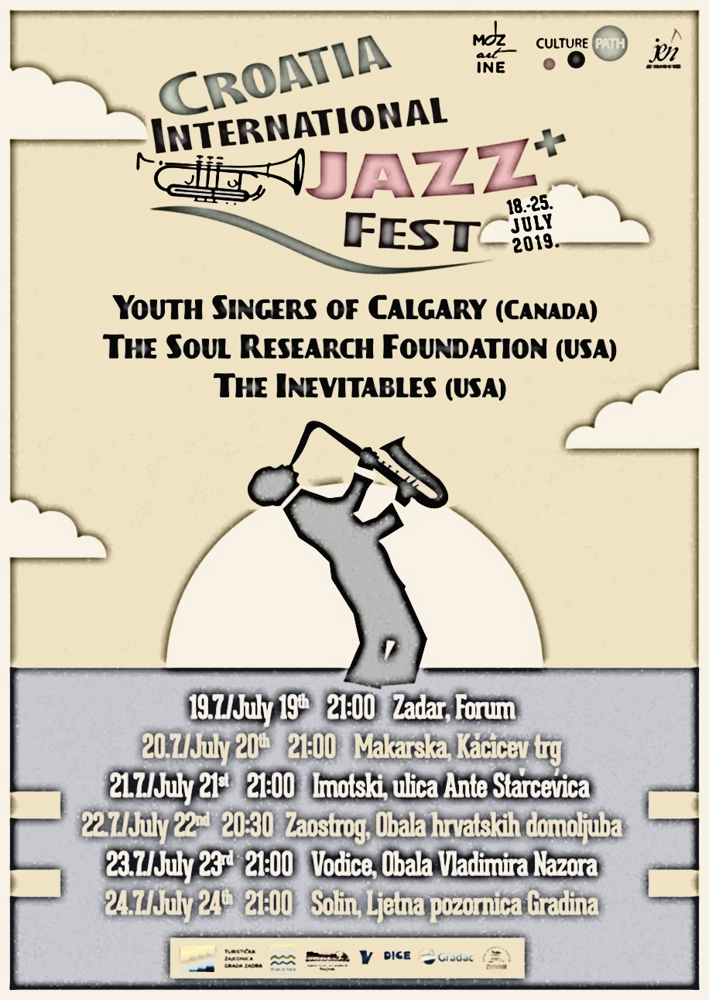 MOZ
art
INE
CULTURE PATH
jen
CROATIA
INTERNATIONAL
JAZZ+
FEST
18.-25.
JULY
2019.
YOUTH SINGERS OF CALGARY (CANADA)
THE SOUL RESEARCH FOUNDATION (USA)
THE INEVITABLES (USA)
19.7./July 19th 21:00 Zadar, Forum
20.7./July 20th 21:00 Makarska, Kačićev trg
21.7./July 21st 21:00 Imotski, ulica Ante Starčevića
22.7./July 22nd 20:30 Zaostrog, Obala hrvatskih domoljuba
23.7./July 23rd 21:00 Vodice, Obala Vladimira Nazora
24.7./July 24th 21:00 Solin, Ljetna pozornica Gradina
TURISTIČKA
ZAJEDNICA
GRADA ZADRA
V DICE
Gradac